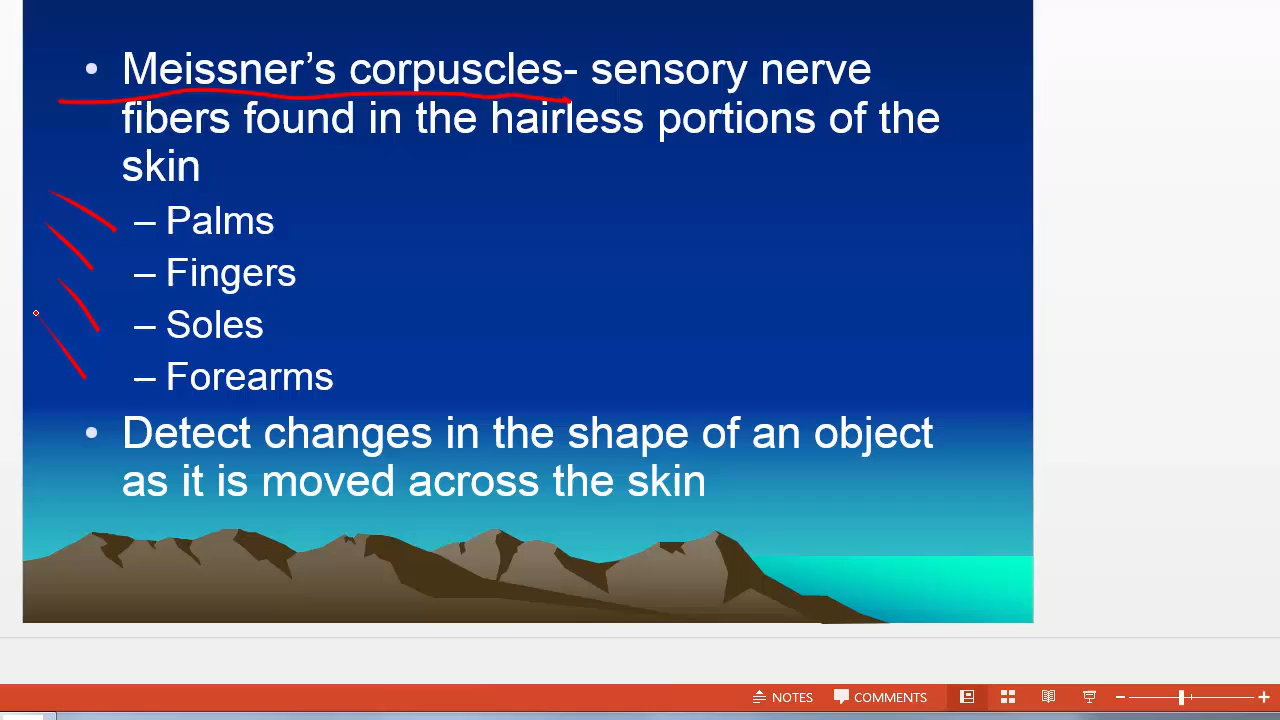 • Meissner’s corpuscles- sensory nerve
fibers found in the hairless portions of the
skin
– Palms
– Fingers
– Soles
– Forearms
• Detect changes in the shape of an object
as it is moved across the skin
NOTES COMMENTS